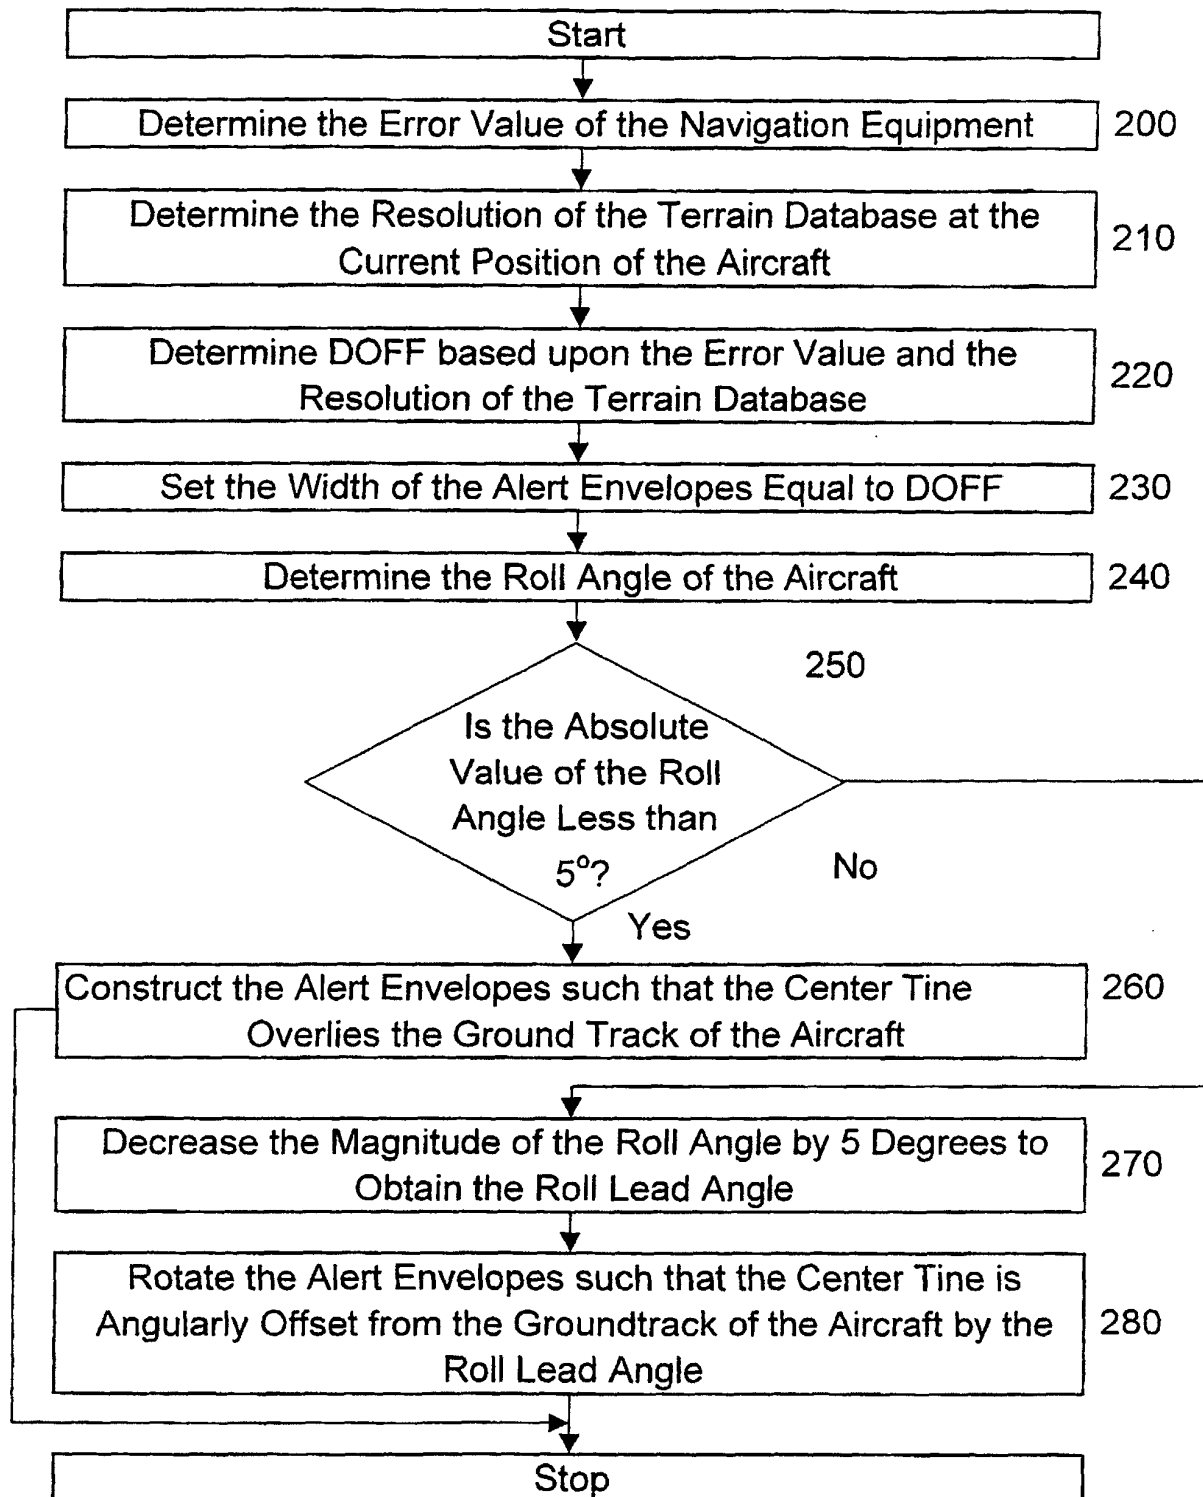 Start
Determine the Error Value of the Navigation Equipment
200
Determine the Resolution of the Terrain Database at the
Current Position of the Aircraft
210
Determine DOFF based upon the Error Value and the
Resolution of the Terrain Database
220
Set the Width of the Alert Envelopes Equal to DOFF
230
Determine the Roll Angle of the Aircraft
240
250
Is the Absolute
Value of the Roll
Angle Less than
5°?
No
Yes
Construct the Alert Envelopes such that the Center Tine
Overlies the Ground Track of the Aircraft
260
Decrease the Magnitude of the Roll Angle by 5 Degrees to
Obtain the Roll Lead Angle
270
Rotate the Alert Envelopes such that the Center Tine is
Angularly Offset from the Groundtrack of the Aircraft by the
Roll Lead Angle
280
Stop